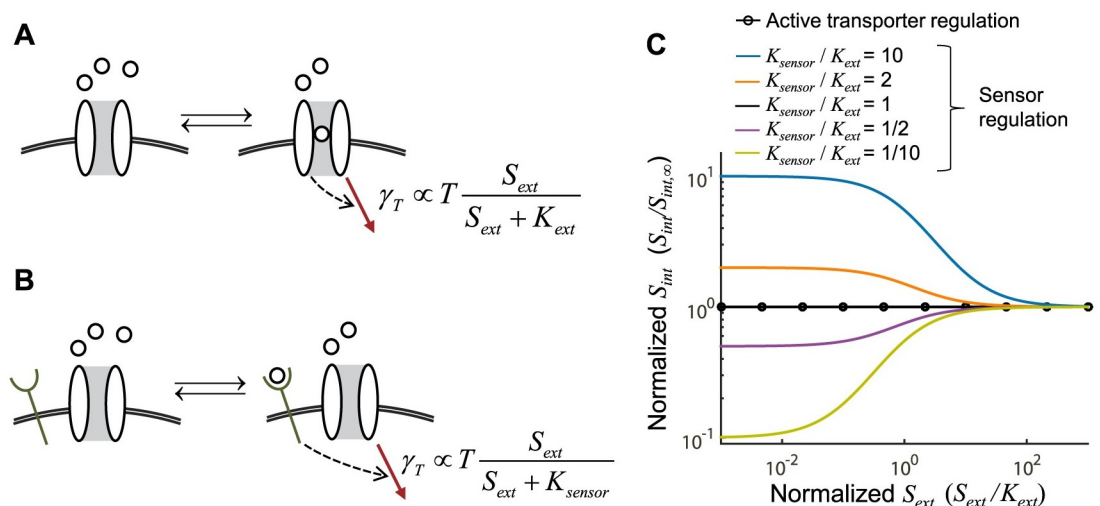 A
γ_T ∝ T S_ext / (S_ext + K_ext)
B
γ_T ∝ T S_ext / (S_ext + K_sensor)
C
Active transporter regulation
K_sensor / K_ext = 10
K_sensor / K_ext = 2
K_sensor / K_ext = 1
K_sensor / K_ext = 1/2
K_sensor / K_ext = 1/10
Sensor
regulation
Normalized S_int (S_int/S_int,∞)
10^1
10^0
10^-1
10^-2
10^0
10^2
Normalized S_ext (S_ext/K_ext)